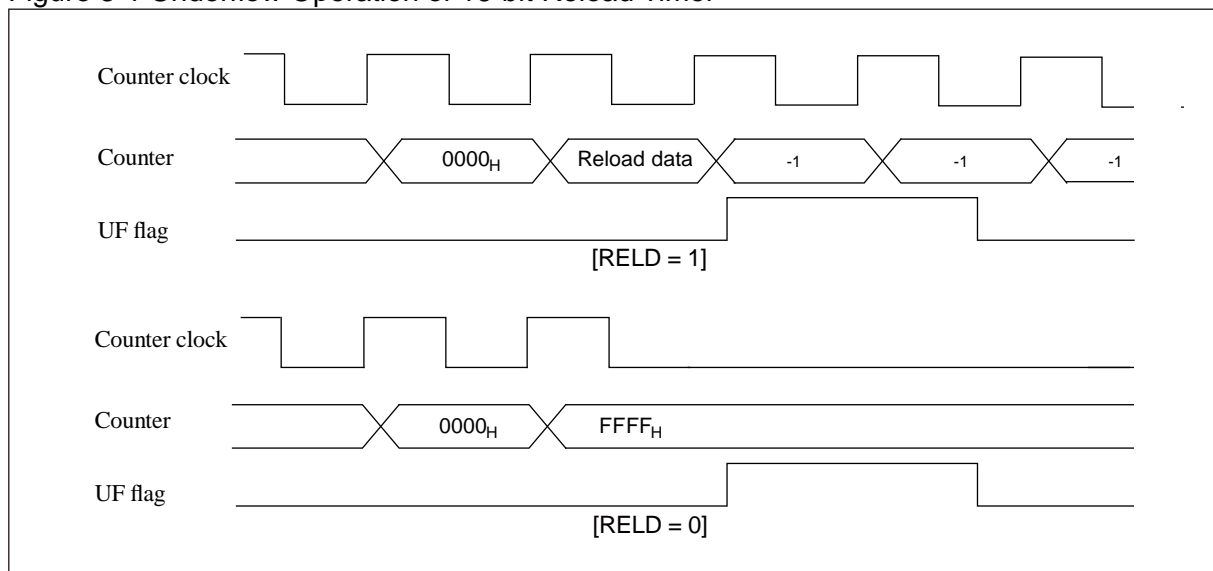 Counter clock
Counter
0000H
Reload data
-1
-1
-1
UF flag
[RELD = 1]
Counter clock
Counter
0000H
FFFFH
UF flag
[RELD = 0]